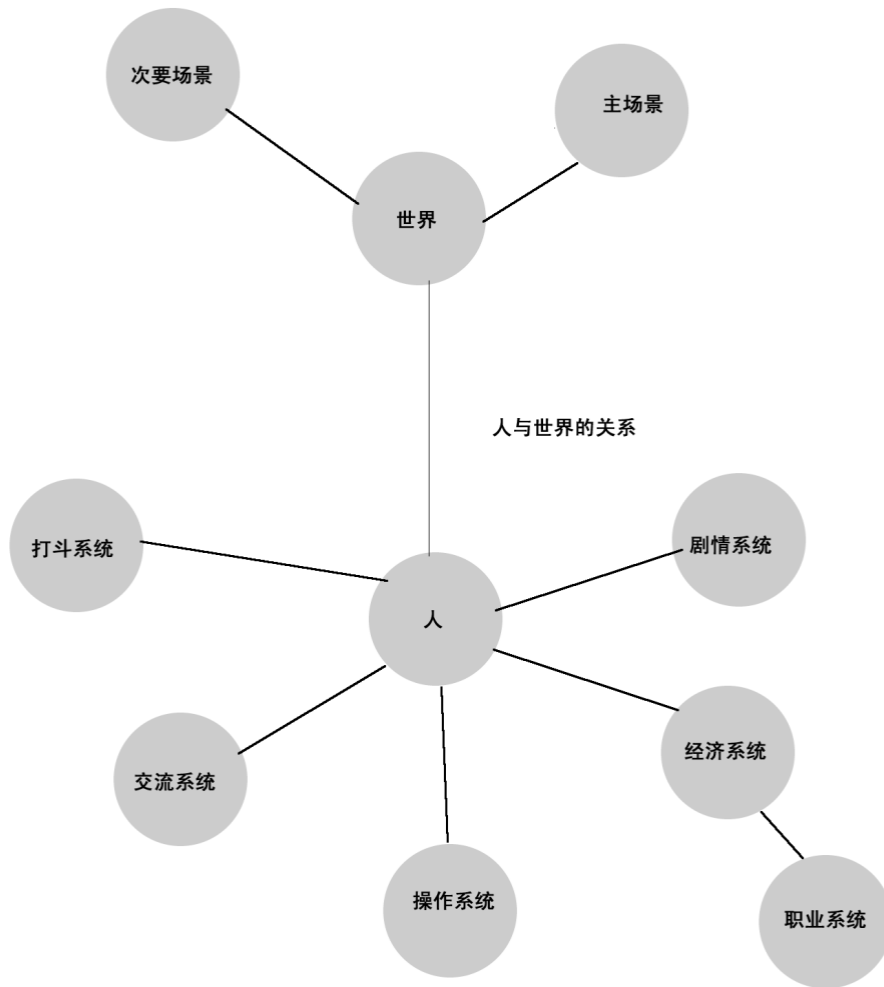 次要场景
主场景
世界
人与世界的关系
打斗系统
剧情系统
人
交流系统
经济系统
操作系统
职业系统